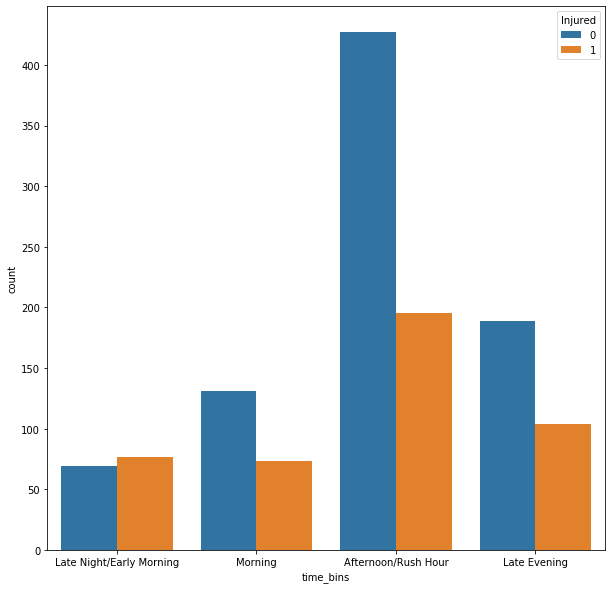 Injured
0
1
400
350
300
250
200
150
100
50
0
count
Late Night/Early Morning
Morning
Afternoon/Rush Hour
Late Evening
time_bins